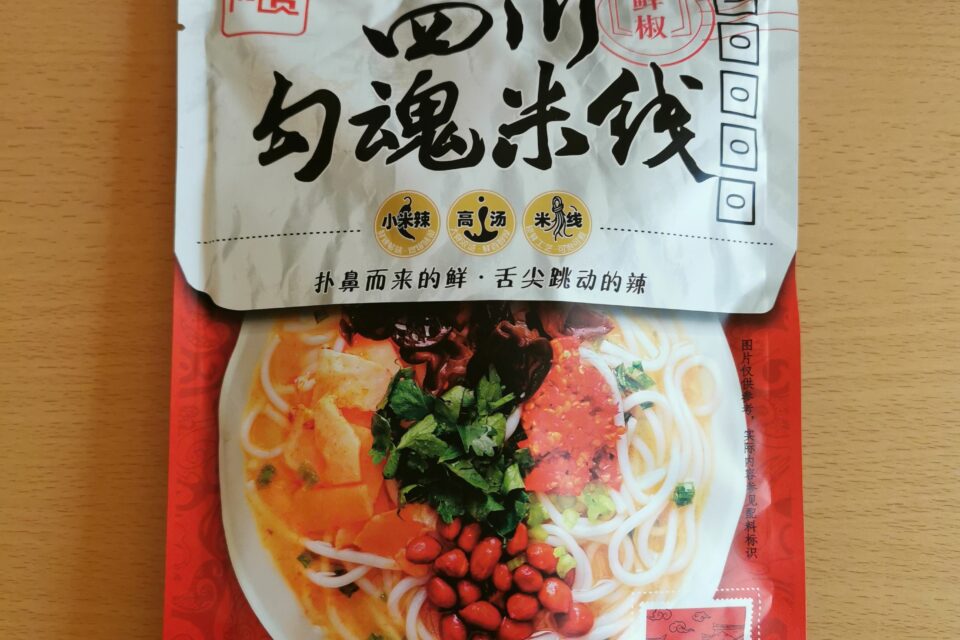 四川
鲜椒
勾魂米线
小米辣
高汤
米线
扑鼻而来的鲜·舌尖跳动的辣
图片仅供参考,实际内容参见配料标识